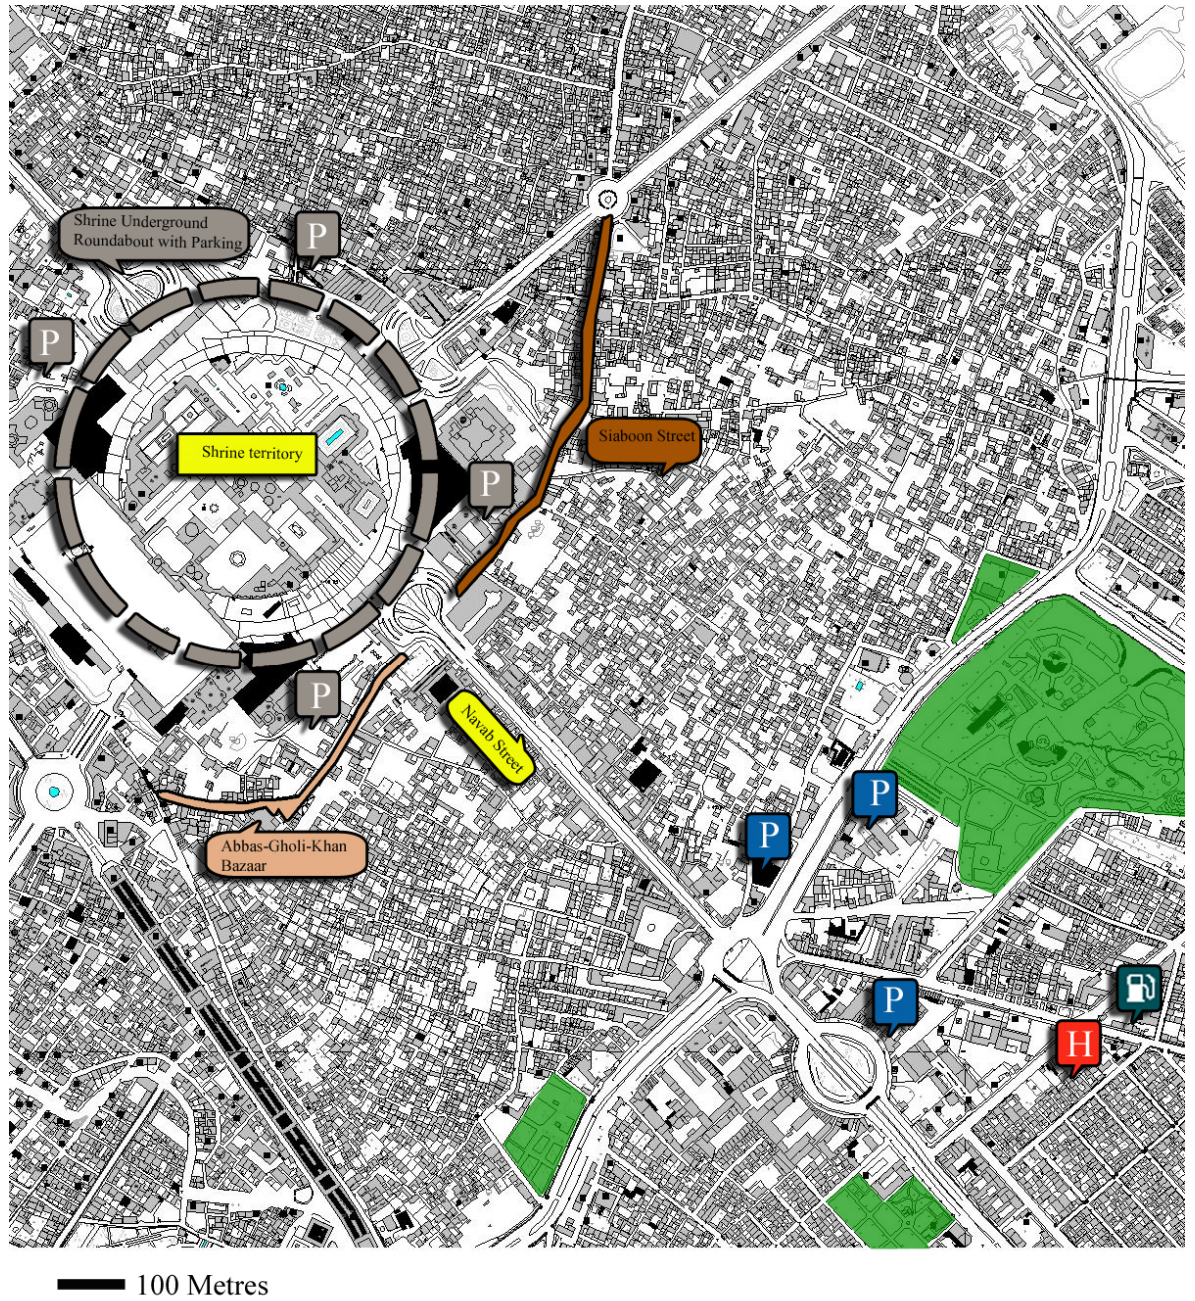 Shrine Underground
Roundabout with Parking
P
P
Shrine territory
Siaboon Street
P
P
Navab Street
Abbas-Gholi-Khan
Bazaar
P
P
P
H
100 Metres